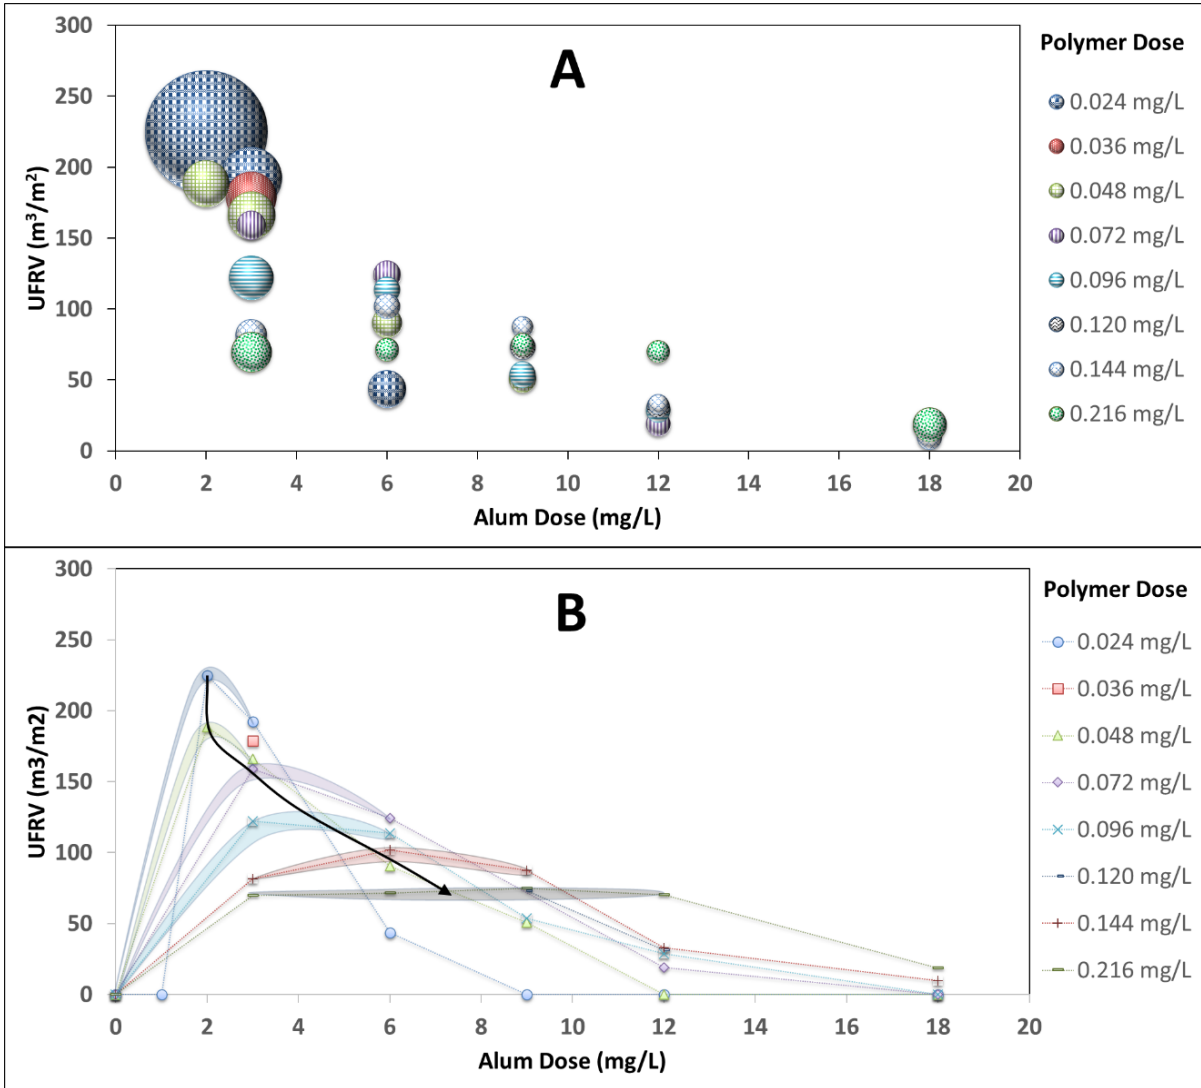 A
Polymer Dose
0.024 mg/L
0.036 mg/L
0.048 mg/L
0.072 mg/L
0.096 mg/L
0.120 mg/L
0.144 mg/L
0.216 mg/L
UFRV (m³/m²)
300
250
200
150
100
50
0
0 2 4 6 8 10 12 14 16 18 20
Alum Dose (mg/L)
B
Polymer Dose
0.024 mg/L
0.036 mg/L
0.048 mg/L
0.072 mg/L
0.096 mg/L
0.120 mg/L
0.144 mg/L
0.216 mg/L
UFRV (m3/m2)
300
250
200
150
100
50
0
0 2 4 6 8 10 12 14 16 18 20
Alum Dose (mg/L)